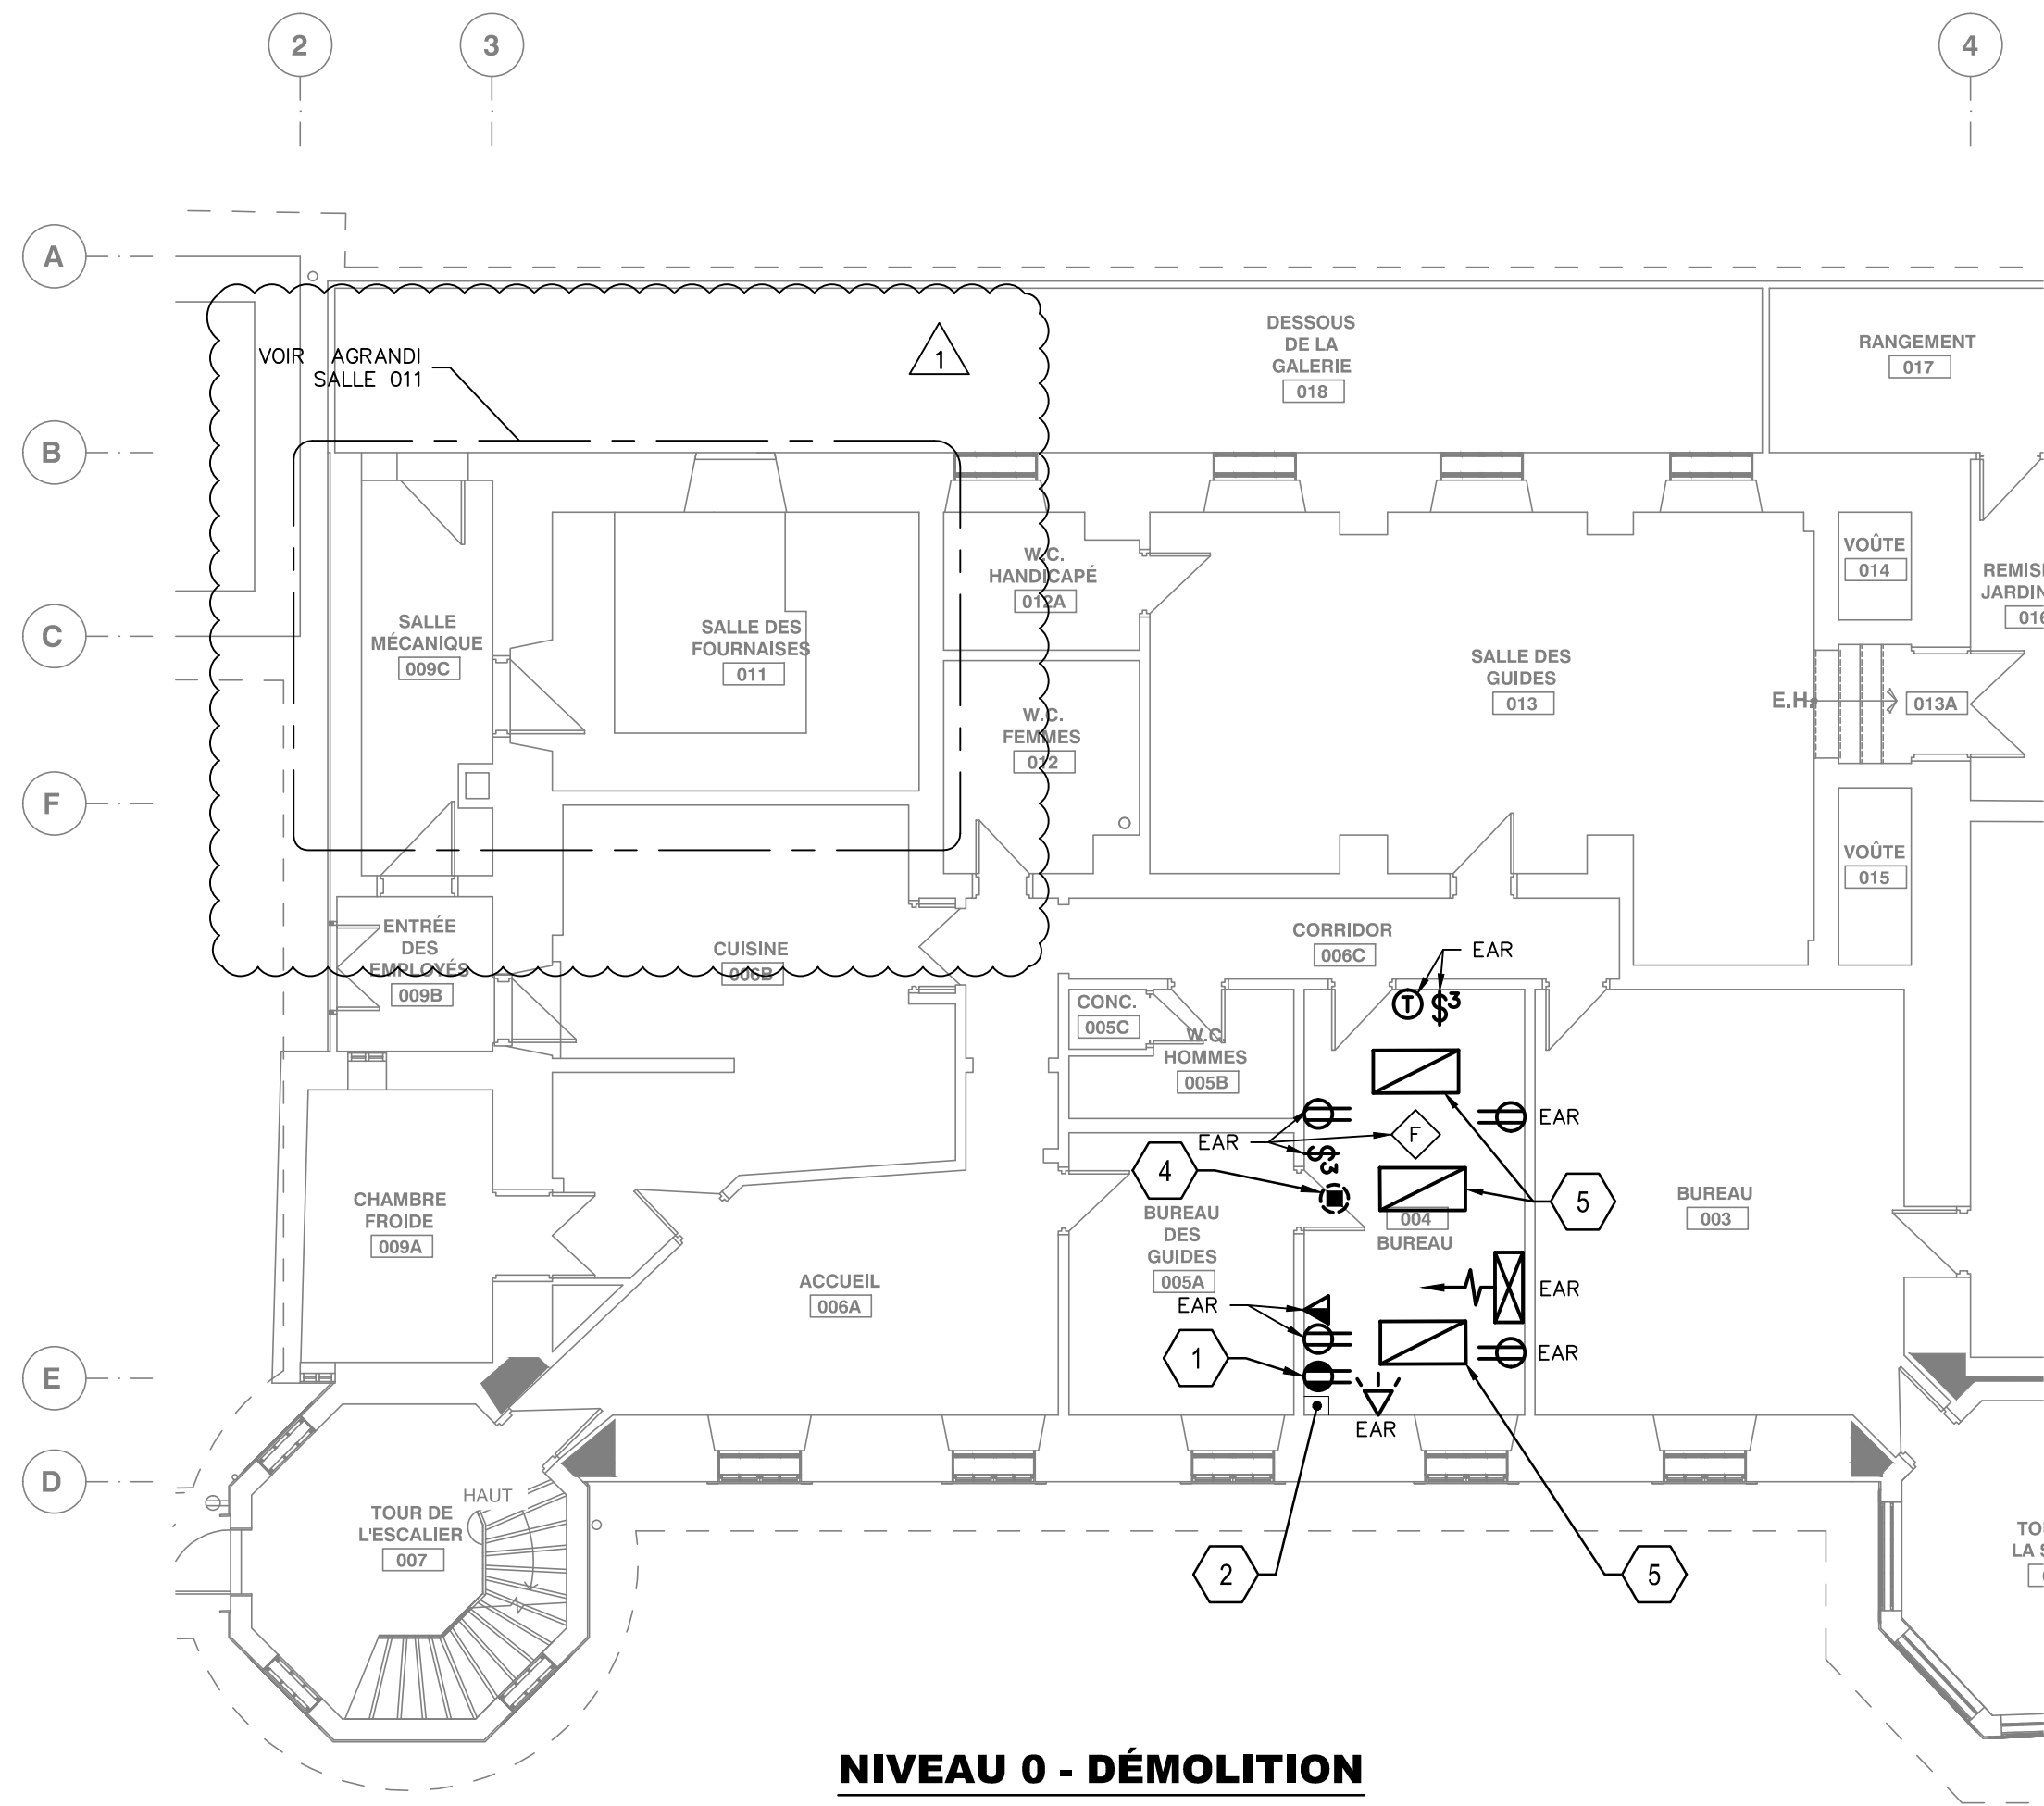 2
3
4
A
B
C
F
E
D
VOIR AGRANDI
SALLE 011
1
DESSOUS
DE LA
GALERIE
018
RANGEMENT
017
W.C.
HANDICAPÉ
012A
VOÛTE
014
SALLE
MÉCANIQUE
009C
SALLE DES
FOURNAISES
011
SALLE DES
GUIDES
013
E.H.
013A
W.C.
FEMMES
012
VOÛTE
015
ENTRÉE
DES
EMPLOYÉS
009B
CUISINE
006B
CORRIDOR
006C
EAR
T
$3
CONC.
005C
W.C.
HOMMES
005B
EAR
F
EAR
$3
4
5
CHAMBRE
FROIDE
009A
BUREAU
DES
GUIDES
005A
004
BUREAU
BUREAU
003
ACCUEIL
006A
EAR
EAR
1
EAR
EAR
HAUT
TOUR DE
L'ESCALIER
007
2
5
NIVEAU 0 - DÉMOLITION